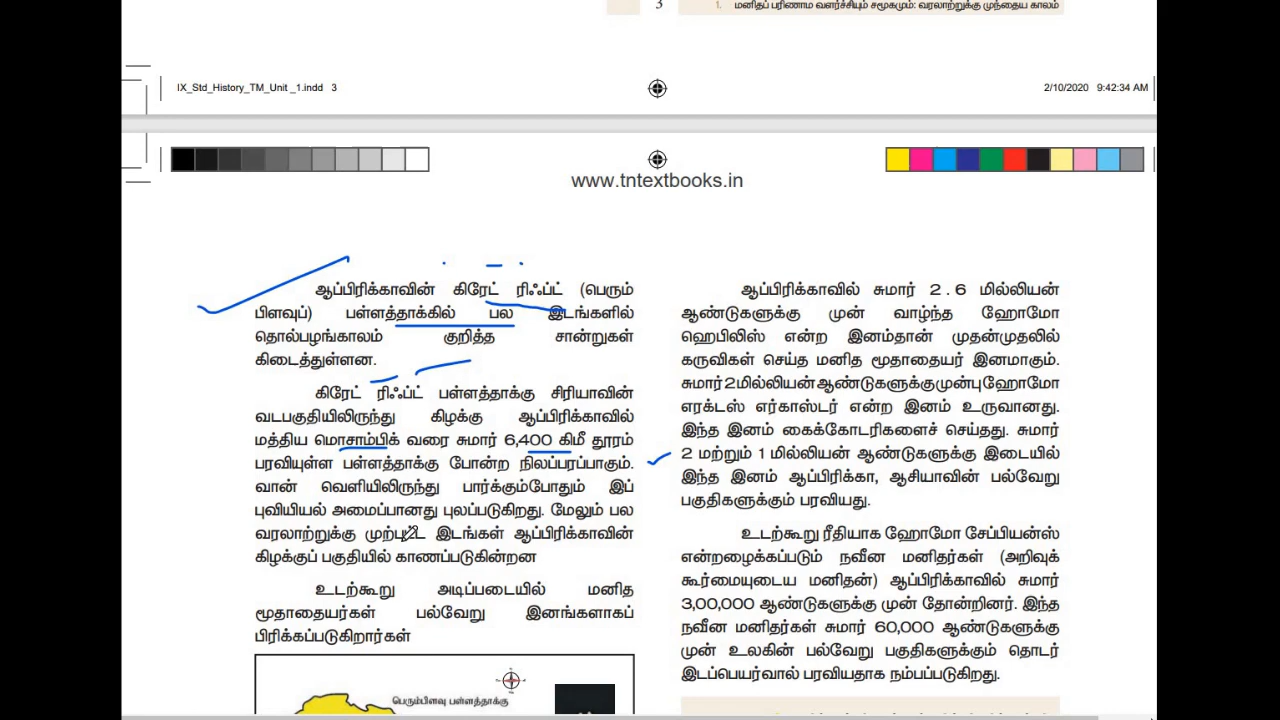 3 1. மனிதப் பரிணாம வளர்ச்சியும் சமூகமும்: வரலாற்றுக்கு முந்தைய காலம்
IX_Std_History_TM_Unit _1.indd 3
2/10/2020 9:42:34 AM
www.tntextbooks.in
ஆப்பிரிக்காவின் கிரேட் ரிஃப்ட் (பெரும்
பிளவுப்) பள்ளத்தாக்கில் பல இடங்களில்
தொல்பழங்காலம் குறித்த சான்றுகள்
கிடைத்துள்ளன.
கிரேட் ரிஃப்ட் பள்ளத்தாக்கு சிரியாவின்
வடபகுதியிலிருந்து கிழக்கு ஆப்பிரிக்காவில்
மத்திய மொசாம்பிக் வரை சுமார் 6,400 கிமீ தூரம்
பரவியுள்ள பள்ளத்தாக்கு போன்ற நிலப்பரப்பாகும்.
வான் வெளியிலிருந்து பார்க்கும்போதும் இப்
புவியியல் அமைப்பானது புலப்படுகிறது. மேலும் பல
வரலாற்றுக்கு முற்பட்ட இடங்கள் ஆப்பிரிக்காவின்
கிழக்குப் பகுதியில் காணப்படுகின்றன
உடற்கூறு அடிப்படையில் மனித
மூதாதையர்கள் பல்வேறு இனங்களாகப்
பிரிக்கப்படுகிறார்கள்
பெரும்பிளவு பள்ளத்தாக்கு
ஆப்பிரிக்காவில் சுமார் 2.6 மில்லியன்
ஆண்டுகளுக்கு முன் வாழ்ந்த ஹோமோ
ஹெபிலிஸ் என்ற இனம்தான் முதன்முதலில்
கருவிகள் செய்த மனித மூதாதையர் இனமாகும்.
சுமார் 2 மில்லியன் ஆண்டுகளுக்கு முன்பு ஹோமோ
எரக்டஸ் எர்காஸ்டர் என்ற இனம் உருவானது.
இந்த இனம் கைக்கோடரிகளைச் செய்தது. சுமார்
2 மற்றும் 1 மில்லியன் ஆண்டுகளுக்கு இடையில்
இந்த இனம் ஆப்பிரிக்கா, ஆசியாவின் பல்வேறு
பகுதிகளுக்கும் பரவியது.
உடற்கூறு ரீதியாக ஹோமோ சேப்பியன்ஸ்
என்றழைக்கப்படும் நவீன மனிதர்கள் (அறிவுக்
கூர்மையுடைய மனிதன்) ஆப்பிரிக்காவில் சுமார்
3,00,000 ஆண்டுகளுக்கு முன் தோன்றினர். இந்த
நவீன மனிதர்கள் சுமார் 60,000 ஆண்டுகளுக்கு
முன் உலகின் பல்வேறு பகுதிகளுக்கும் தொடர்
இடப்பெயர்வால் பரவியதாக நம்பப்படுகிறது.